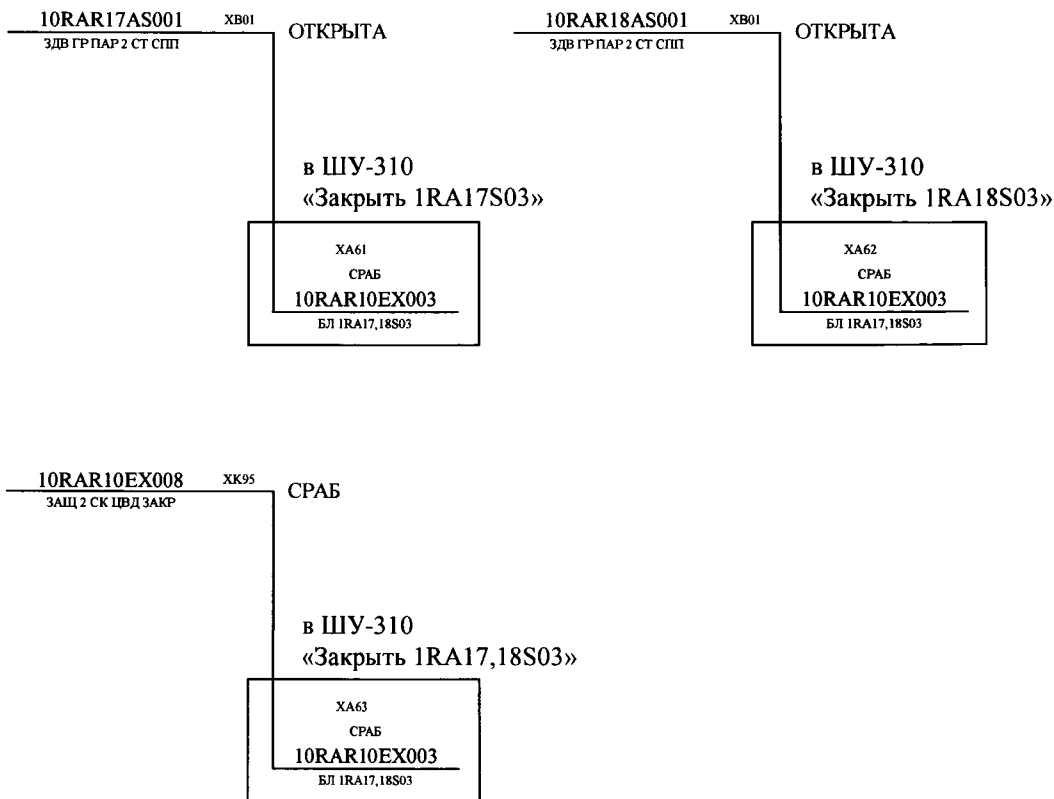 10RAR17AS001 XB01 ОТКРЫТА
ЗДВ ГР ПАР 2 СТ СПП
в ШУ-310
«Закрыть 1RA17S03»
XA61
СРАБ
10RAR10EX003
БЛ 1RA17,18S03
10RAR18AS001 XB01 ОТКРЫТА
ЗДВ ГР ПАР 2 СТ СПП
в ШУ-310
«Закрыть 1RA18S03»
XA62
СРАБ
10RAR10EX003
БЛ 1RA17,18S03
10RAR10EX008 XK95 СРАБ
ЗАЩ 2 СК ЦВД ЗАКР
в ШУ-310
«Закрыть 1RA17,18S03»
XA63
СРАБ
10RAR10EX003
БЛ 1RA17,18S03